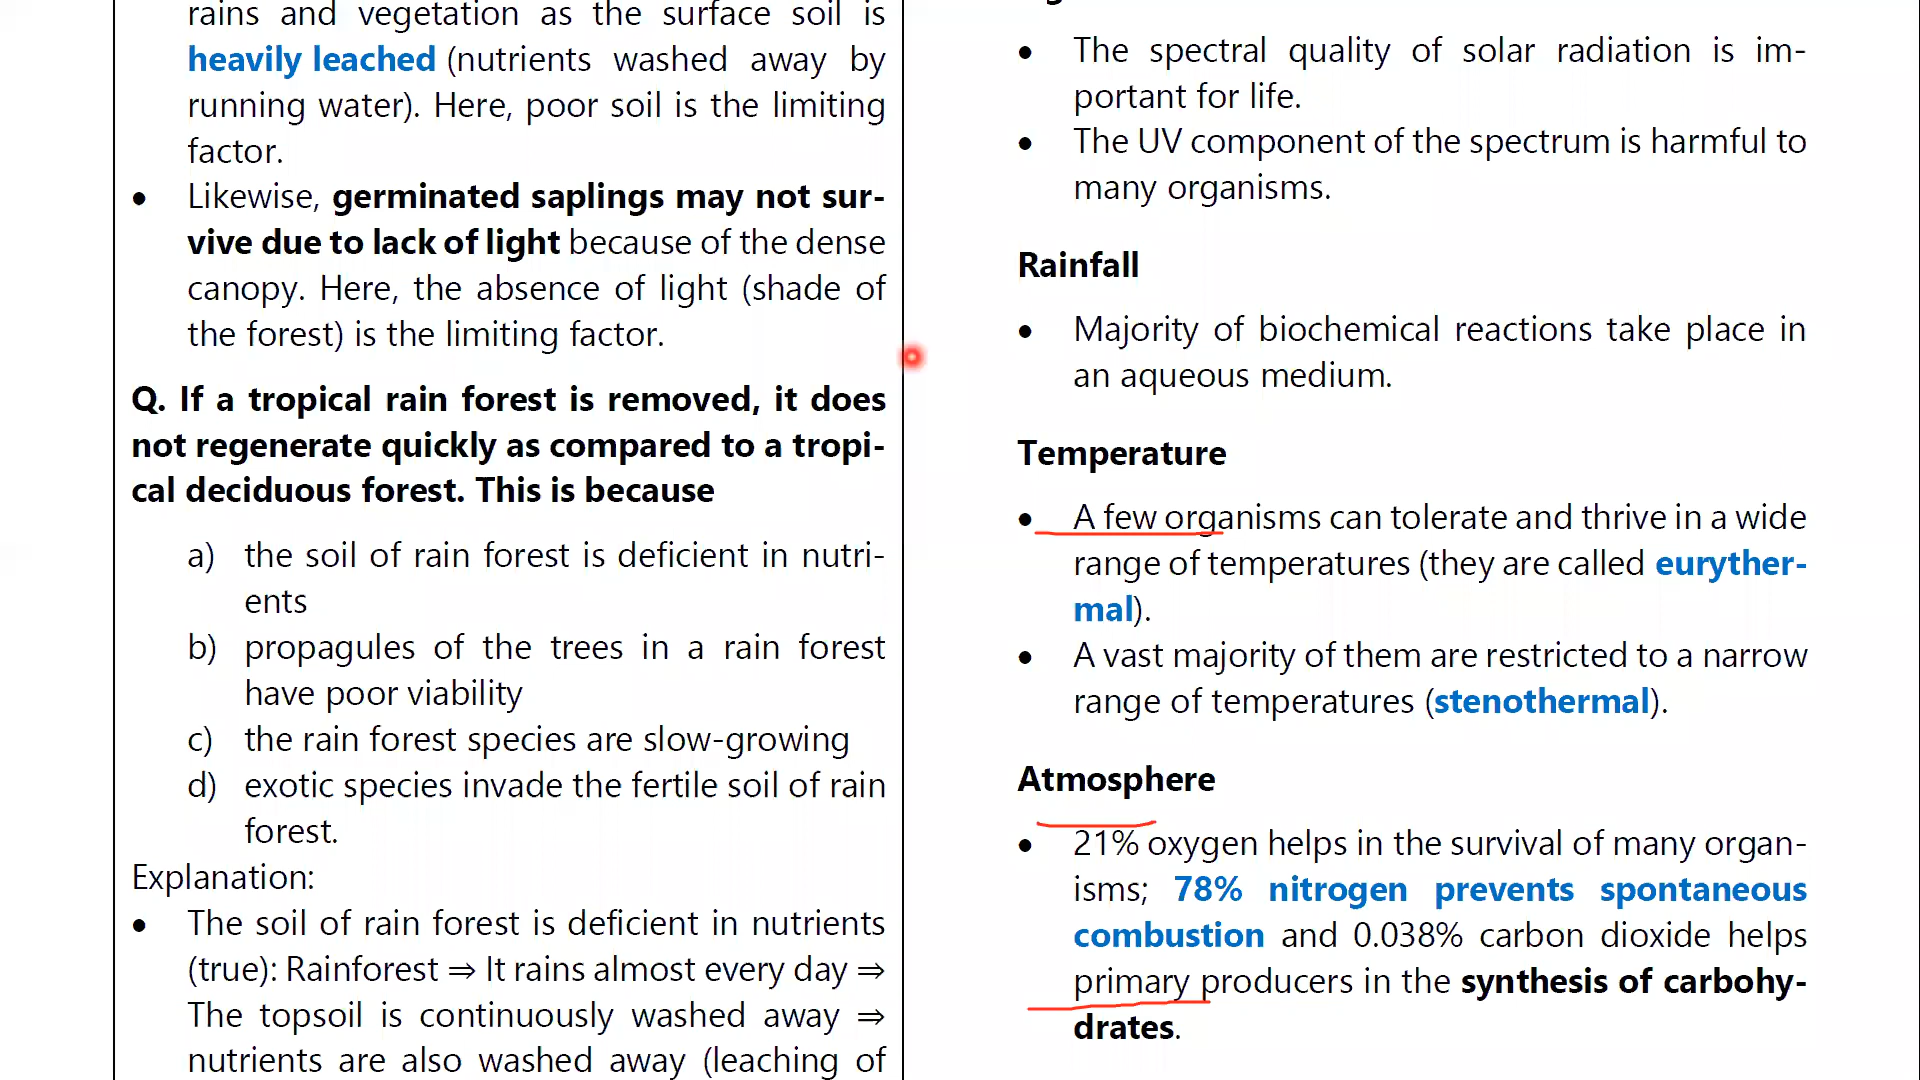 rains and vegetation as the surface soil is
heavily leached (nutrients washed away by
running water). Here, poor soil is the limiting
factor.
● Likewise, germinated saplings may not sur-
vive due to lack of light because of the dense
canopy. Here, the absence of light (shade of
the forest) is the limiting factor.
Q. If a tropical rain forest is removed, it does
not regenerate quickly as compared to a tropi-
cal deciduous forest. This is because
a) the soil of rain forest is deficient in nutri-
ents
b) propagules of the trees in a rain forest
have poor viability
c) the rain forest species are slow-growing
d) exotic species invade the fertile soil of rain
forest.
Explanation:
● The soil of rain forest is deficient in nutrients
(true): Rainforest ⇒ It rains almost every day ⇒
The topsoil is continuously washed away ⇒
nutrients are also washed away (leaching of
● The spectral quality of solar radiation is im-
portant for life.
● The UV component of the spectrum is harmful to
many organisms.
Rainfall
● Majority of biochemical reactions take place in
an aqueous medium.
Temperature
● A few organisms can tolerate and thrive in a wide
range of temperatures (they are called euryther-
mal).
● A vast majority of them are restricted to a narrow
range of temperatures (stenothermal).
Atmosphere
● 21% oxygen helps in the survival of many organ-
isms; 78% nitrogen prevents spontaneous
combustion and 0.038% carbon dioxide helps
primary producers in the synthesis of carbohy-
drates.